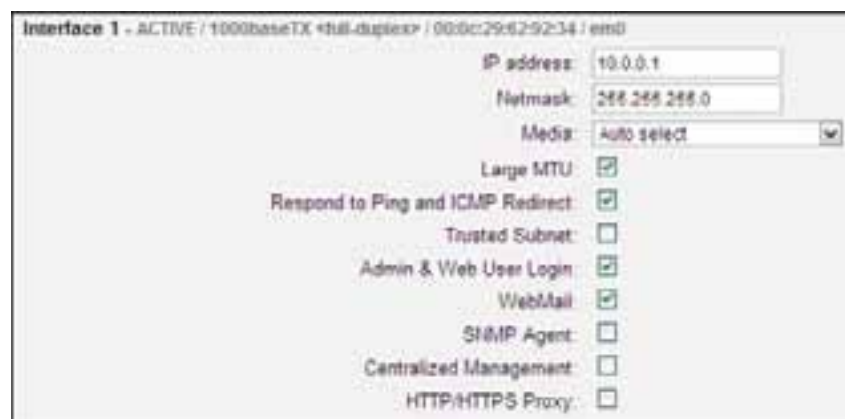 Interface 1 - ACTIVE / 1000baseTX <full-duplex> / 00:0c:29:62:92:34 / em0
IP address: 10.0.0.1
Netmask: 255.255.255.0
Media: Auto select
Large MTU:
Respond to Ping and ICMP Redirect:
Trusted Subnet:
Admin & Web User Login:
WebMail:
SNMP Agent:
Centralized Management:
HTTP/HTTPS Proxy: